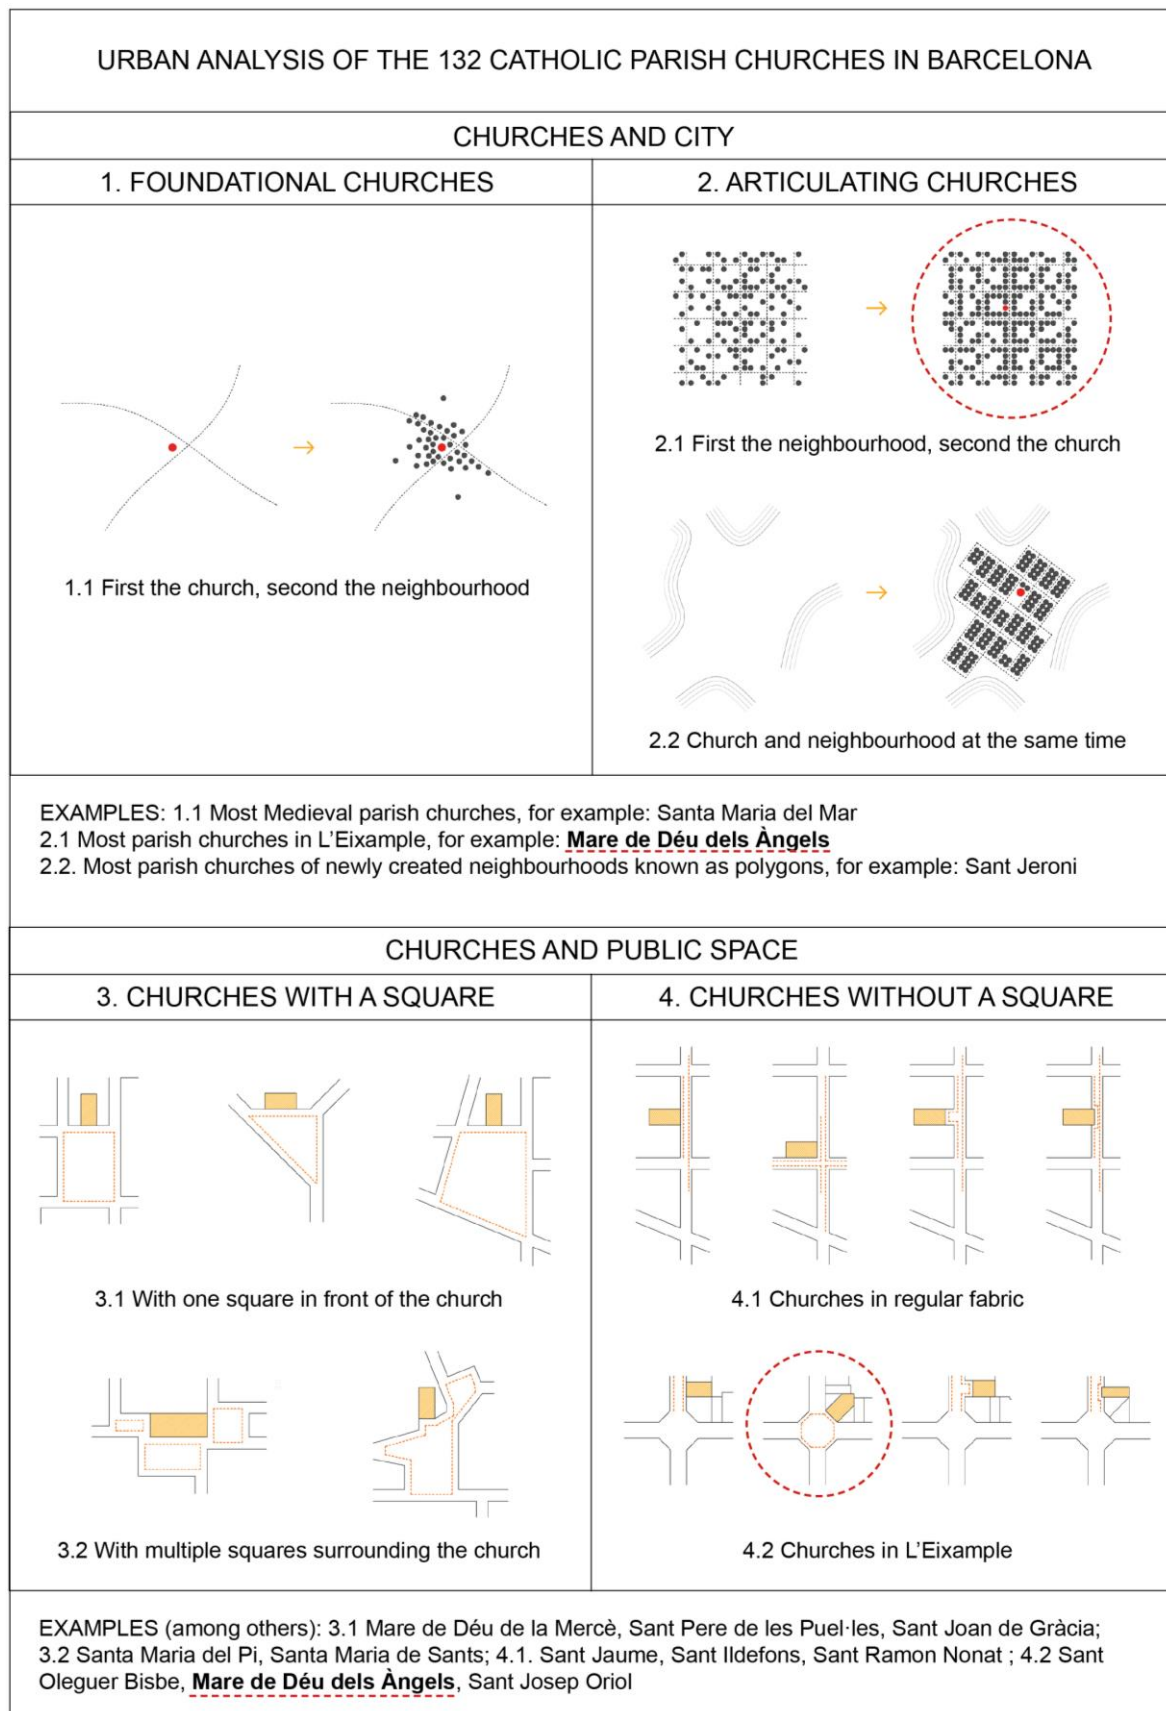 URBAN ANALYSIS OF THE 132 CATHOLIC PARISH CHURCHES IN BARCELONA
CHURCHES AND CITY
1. FOUNDATIONAL CHURCHES
2. ARTICULATING CHURCHES
2.1 First the neighbourhood, second the church
1.1 First the church, second the neighbourhood
2.2 Church and neighbourhood at the same time
EXAMPLES: 1.1 Most Medieval parish churches, for example: Santa Maria del Mar
2.1 Most parish churches in L'Eixample, for example: Mare de Déu dels Àngels
2.2. Most parish churches of newly created neighbourhoods known as polygons, for example: Sant Jeroni
CHURCHES AND PUBLIC SPACE
3. CHURCHES WITH A SQUARE
4. CHURCHES WITHOUT A SQUARE
3.1 With one square in front of the church
4.1 Churches in regular fabric
3.2 With multiple squares surrounding the church
4.2 Churches in L'Eixample
EXAMPLES (among others): 3.1 Mare de Déu de la Mercè, Sant Pere de les Puel·les, Sant Joan de Gràcia;
3.2 Santa Maria del Pi, Santa Maria de Sants; 4.1. Sant Jaume, Sant Ildefons, Sant Ramon Nonat ; 4.2 Sant
Oleguer Bisbe, Mare de Déu dels Àngels, Sant Josep Oriol